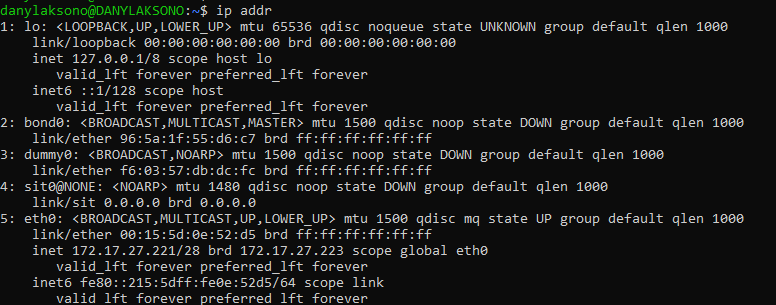 danylaksono@DANYLAKSONO:~$ ip addr
1: lo: <LOOPBACK,UP,LOWER_UP> mtu 65536 qdisc noqueue state UNKNOWN group default qlen 1000
    link/loopback 00:00:00:00:00:00 brd 00:00:00:00:00:00
    inet 127.0.0.1/8 scope host lo
       valid_lft forever preferred_lft forever
    inet6 ::1/128 scope host
       valid_lft forever preferred_lft forever
2: bond0: <BROADCAST,MULTICAST,MASTER> mtu 1500 qdisc noop state DOWN group default qlen 1000
    link/ether 96:5a:1f:55:d6:c7 brd ff:ff:ff:ff:ff:ff
3: dummy0: <BROADCAST,NOARP> mtu 1500 qdisc noop state DOWN group default qlen 1000
    link/ether f6:03:57:db:dc:fc brd ff:ff:ff:ff:ff:ff
4: sit0@NONE: <NOARP> mtu 1480 qdisc noop state DOWN group default qlen 1000
    link/sit 0.0.0.0 brd 0.0.0.0
5: eth0: <BROADCAST,MULTICAST,UP,LOWER_UP> mtu 1500 qdisc mq state UP group default qlen 1000
    link/ether 00:15:5d:0e:52:d5 brd ff:ff:ff:ff:ff:ff
    inet 172.17.27.221/28 brd 172.17.27.223 scope global eth0
       valid_lft forever preferred_lft forever
    inet6 fe80::215:5dff:fe0e:52d5/64 scope link
       valid_lft forever preferred_lft forever